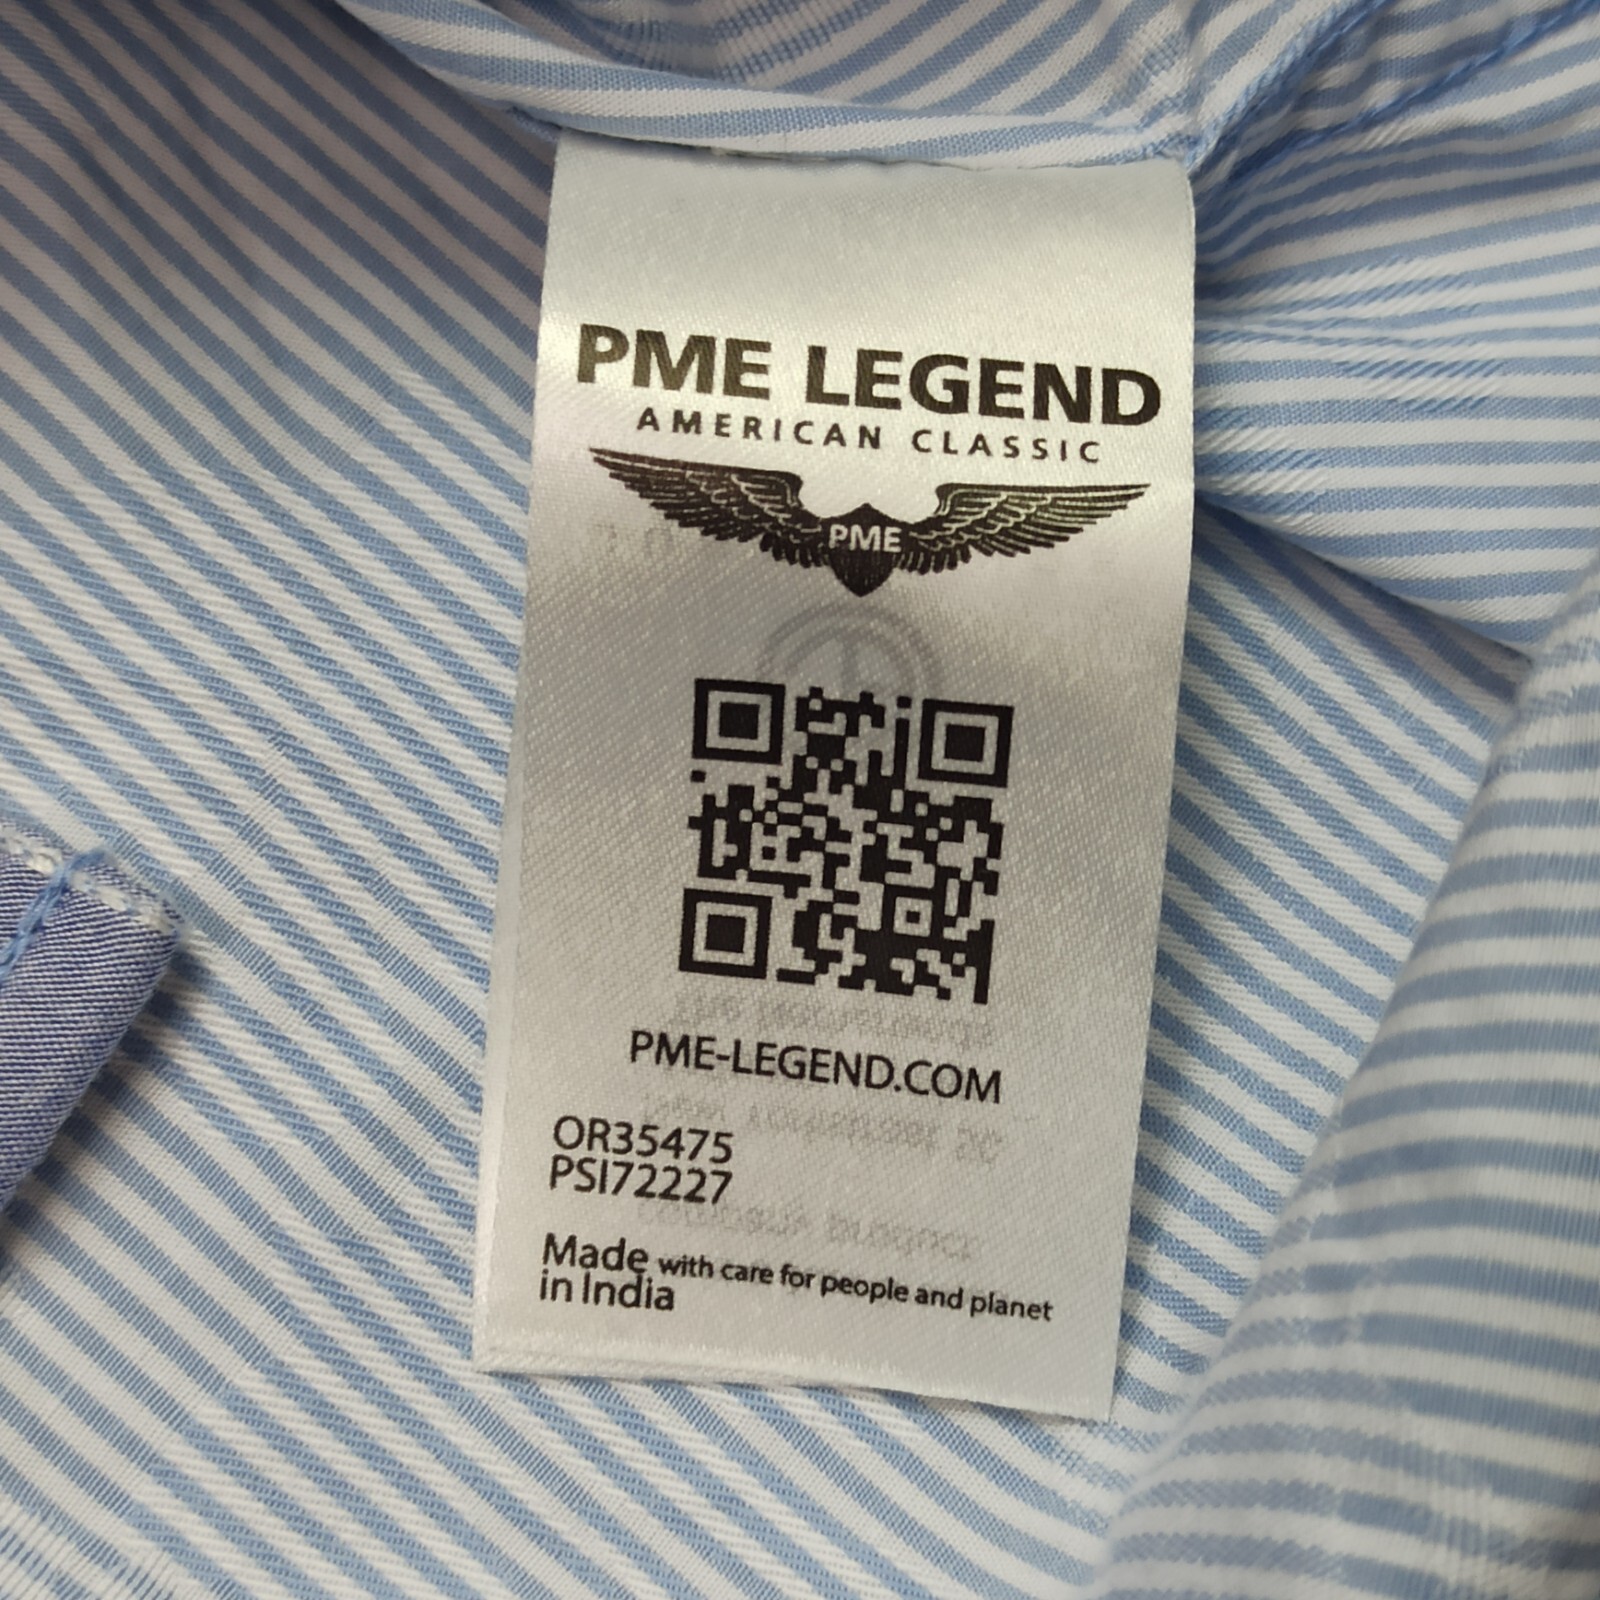 PME LEGEND
AMERICAN CLASSIC
PME
PME-LEGEND.COM
OR35475
PSI72227
Made with care for people and planet
in India